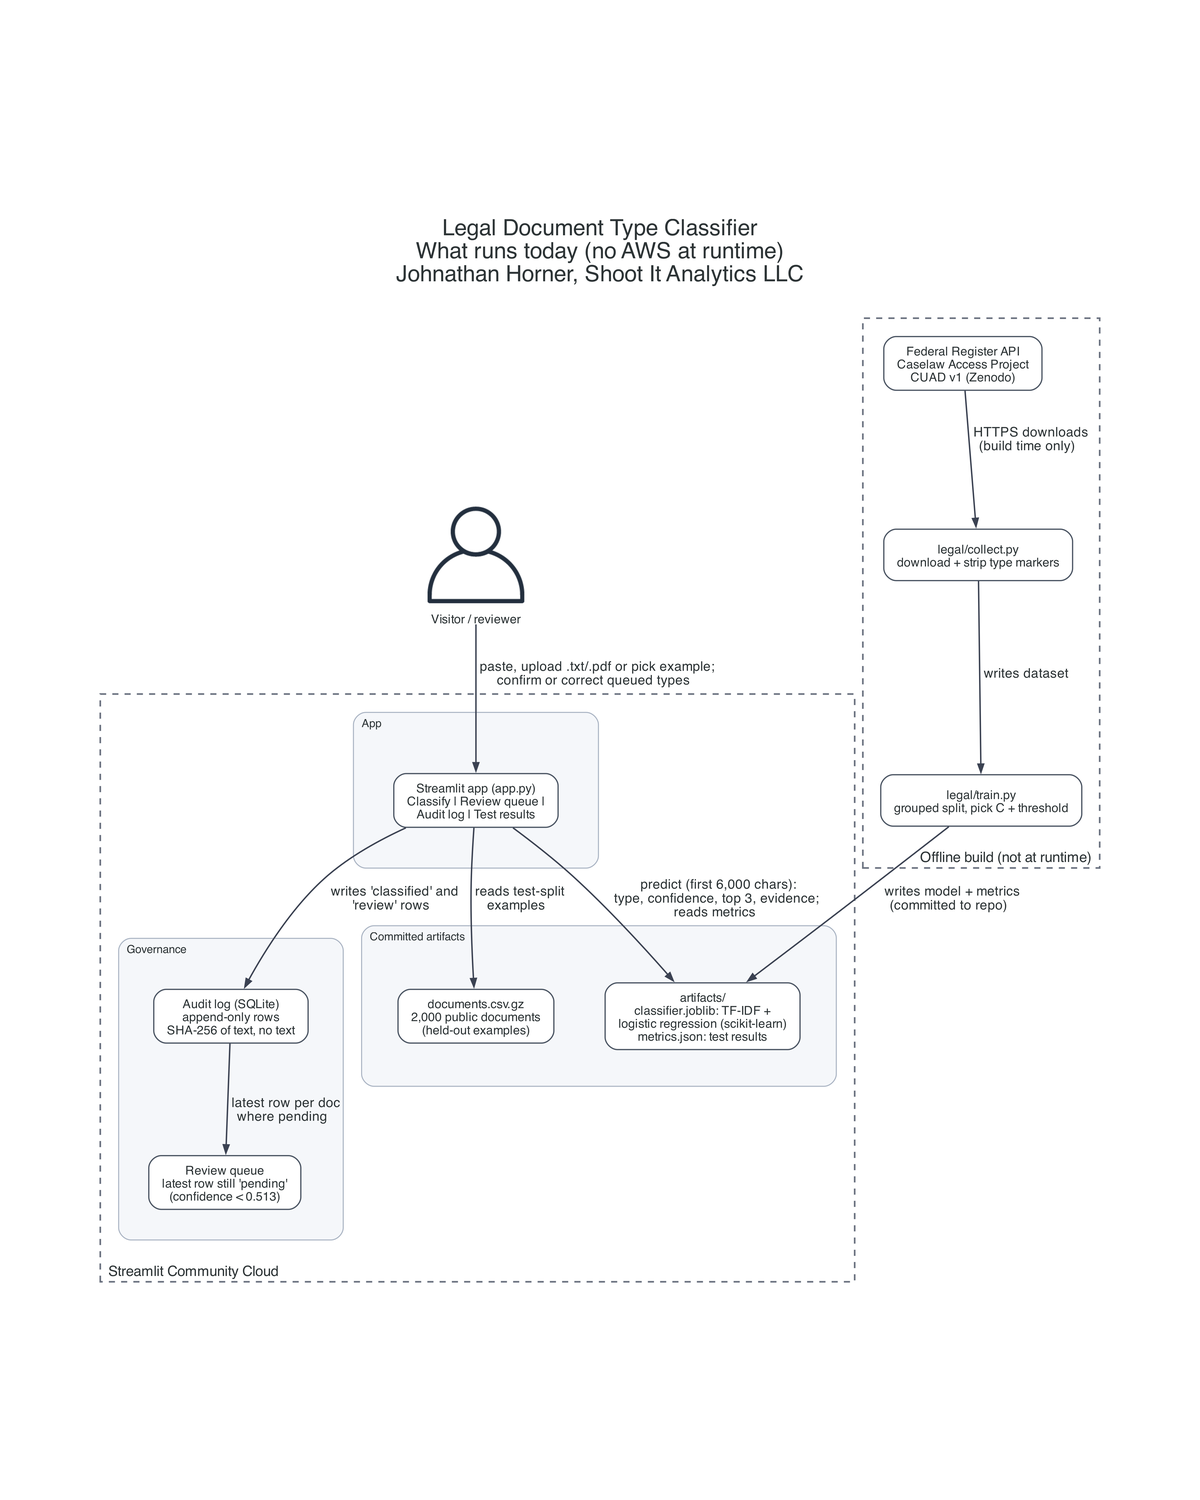 Legal Document Type Classifier
What runs today (no AWS at runtime)
Johnathan Horner, Shoot It Analytics LLC
Federal Register API
Caselaw Access Project
CUAD v1 (Zenodo)
HTTPS downloads
(build time only)
legal/collect.py
download + strip type markers
writes dataset
legal/train.py
grouped split, pick C + threshold
Offline build (not at runtime)
writes model + metrics
(committed to repo)
Visitor / reviewer
paste, upload .txt/.pdf or pick example;
confirm or correct queued types
App
Streamlit app (app.py)
Classify | Review queue |
Audit log | Test results
writes 'classified' and
'review' rows
reads test-split
examples
predict (first 6,000 chars):
type, confidence, top 3, evidence;
reads metrics
Governance
Audit log (SQLite)
append-only rows
SHA-256 of text, no text
latest row per doc
where pending
Review queue
latest row still 'pending'
(confidence < 0.513)
Committed artifacts
documents.csv.gz
2,000 public documents
(held-out examples)
artifacts/
classifier.joblib: TF-IDF +
logistic regression (scikit-learn)
metrics.json: test results
Streamlit Community Cloud